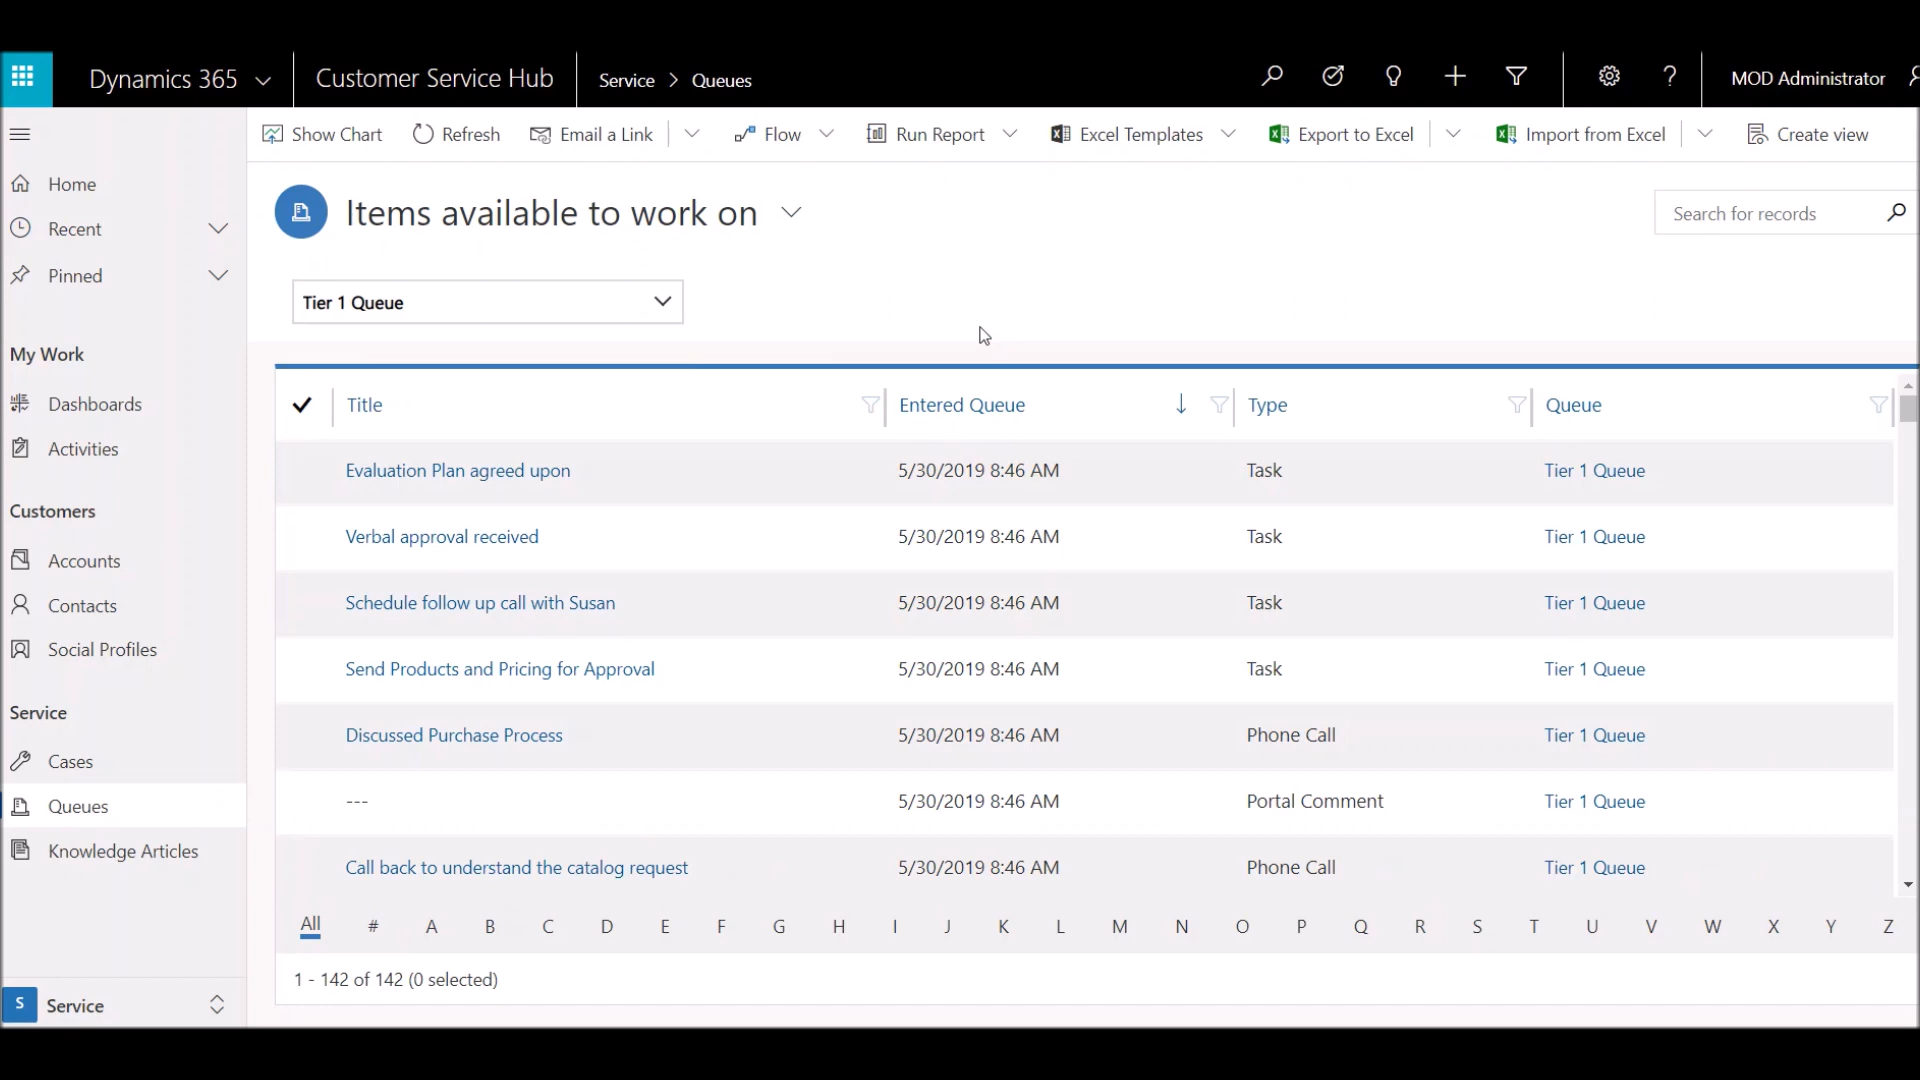 Dynamics 365 Customer Service Hub Service > Queues MOD Administrator
Show Chart Refresh Email a Link Flow Run Report Excel Templates Export to Excel Import from Excel Create view
Home
Recent
Pinned
My Work
Dashboards
Activities
Customers
Accounts
Contacts
Social Profiles
Service
Cases
Queues
Knowledge Articles
S Service
Items available to work on
Search for records
Tier 1 Queue
Title Entered Queue Type Queue
Evaluation Plan agreed upon 5/30/2019 8:46 AM Task Tier 1 Queue
Verbal approval received 5/30/2019 8:46 AM Task Tier 1 Queue
Schedule follow up call with Susan 5/30/2019 8:46 AM Task Tier 1 Queue
Send Products and Pricing for Approval 5/30/2019 8:46 AM Task Tier 1 Queue
Discussed Purchase Process 5/30/2019 8:46 AM Phone Call Tier 1 Queue
--- 5/30/2019 8:46 AM Portal Comment Tier 1 Queue
Call back to understand the catalog request 5/30/2019 8:46 AM Phone Call Tier 1 Queue
All # A B C D E F G H I J K L M N O P Q R S T U V W X Y Z
1 - 142 of 142 (0 selected)